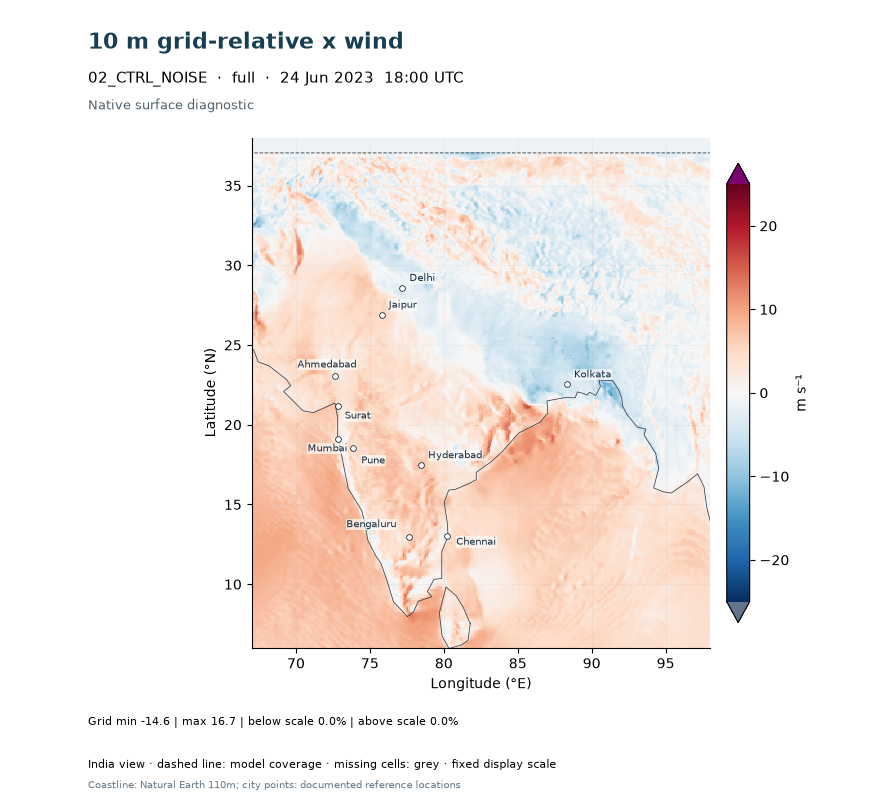 10 m grid-relative x wind
02_CTRL_NOISE · full · 24 Jun 2023 18:00 UTC
Native surface diagnostic
35
30
25
20
15
10
Latitude (°N)
Delhi
Jaipur
Ahmedabad
Kolkata
Surat
Mumbai
Pune
Hyderabad
Bengaluru
Chennai
70
75
80
85
90
95
Longitude (°E)
20
10
0
−10
−20
m s⁻¹
Grid min -14.6 | max 16.7 | below scale 0.0% | above scale 0.0%
India view · dashed line: model coverage · missing cells: grey · fixed display scale
Coastline: Natural Earth 110m; city points: documented reference locations